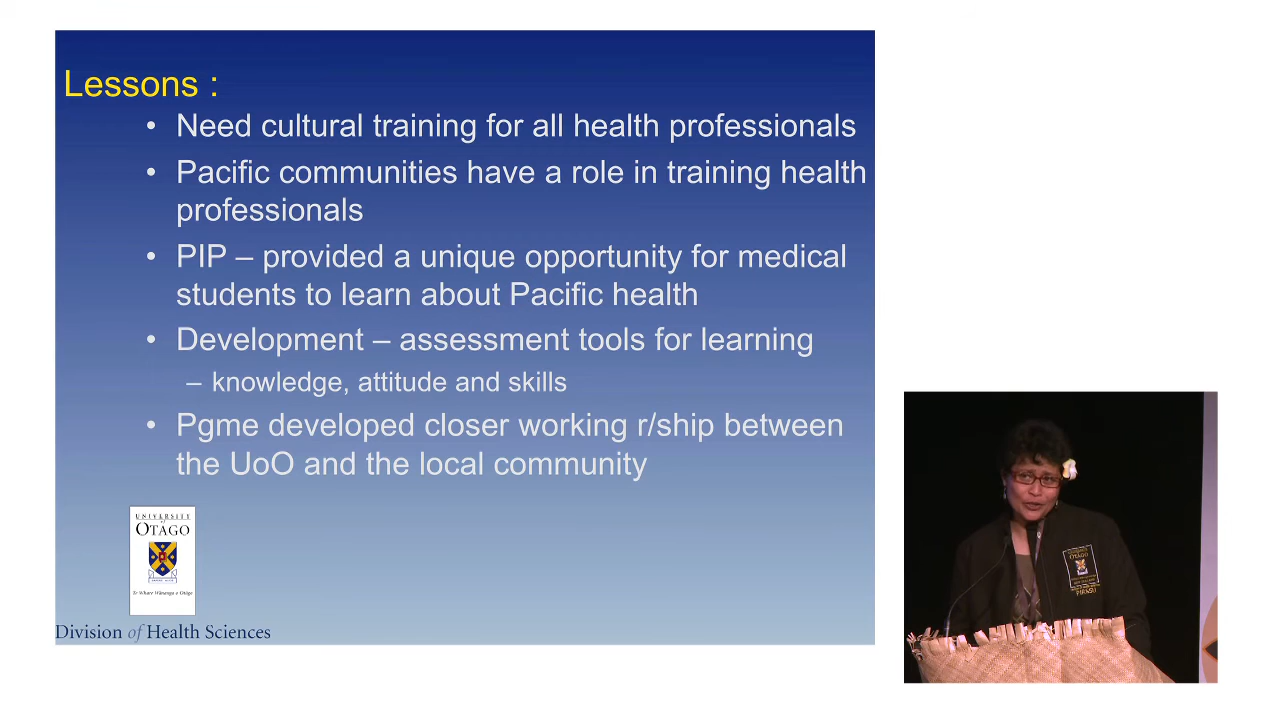 Lessons :
• Need cultural training for all health professionals
• Pacific communities have a role in training health
professionals
• PIP – provided a unique opportunity for medical
students to learn about Pacific health
• Development – assessment tools for learning
– knowledge, attitude and skills
• Pgme developed closer working r/ship between
the UoO and the local community
UNIVERSITY
of
OTAGO
Te Whare Wānanga o Otāgo
Division of Health Sciences
OTAGO